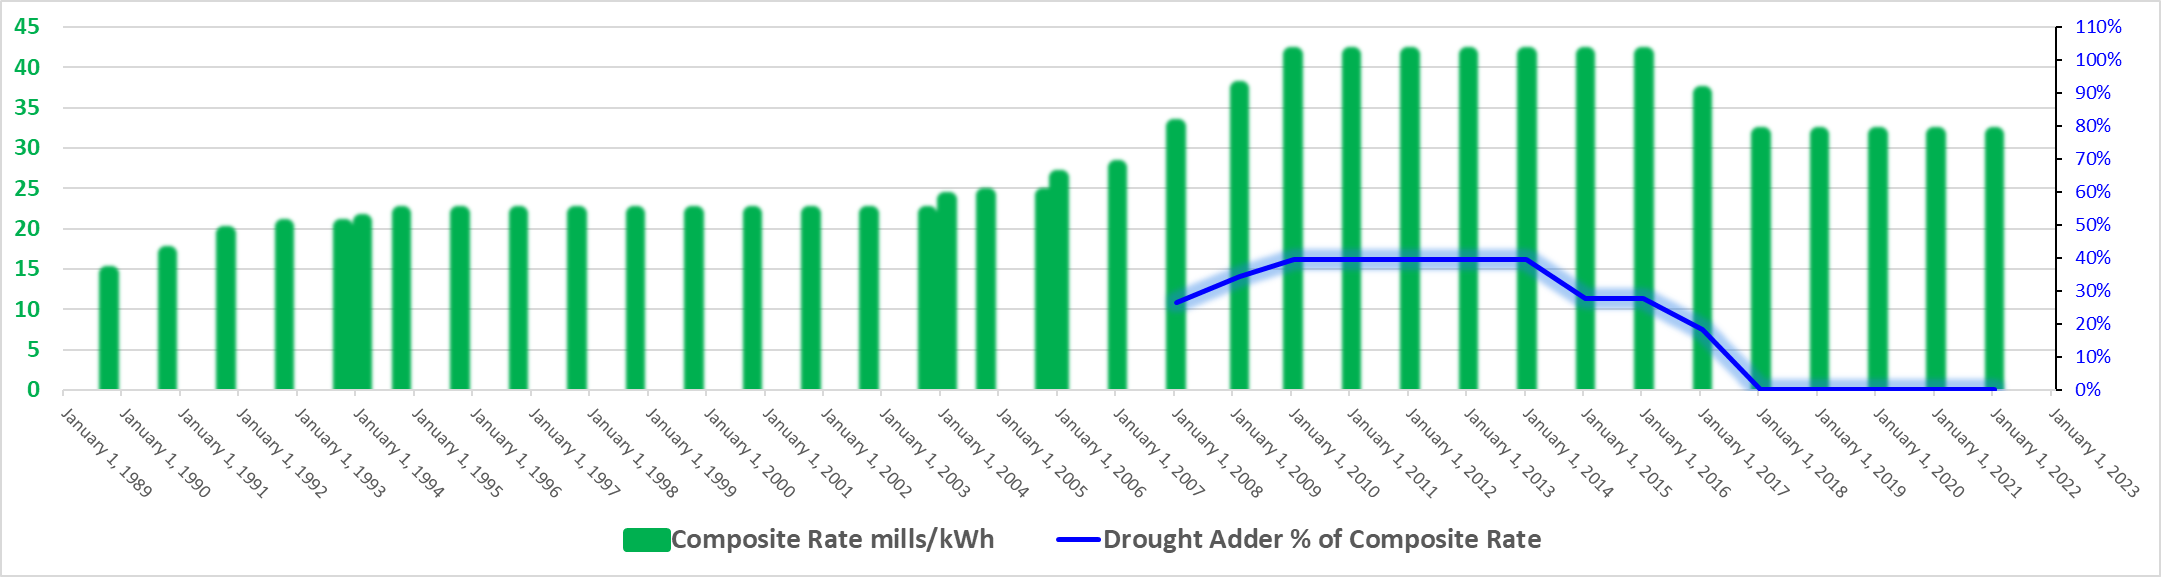 45
40
35
30
25
20
15
10
5
0
110%
100%
90%
80%
70%
60%
50%
40%
30%
20%
10%
0%
January 1, 1989
January 1, 1990
January 1, 1991
January 1, 1992
January 1, 1993
January 1, 1994
January 1, 1995
January 1, 1996
January 1, 1997
January 1, 1998
January 1, 1999
January 1, 2000
January 1, 2001
January 1, 2002
January 1, 2003
January 1, 2004
January 1, 2005
January 1, 2006
January 1, 2007
January 1, 2008
January 1, 2009
January 1, 2010
January 1, 2011
January 1, 2012
January 1, 2013
January 1, 2014
January 1, 2015
January 1, 2016
January 1, 2017
January 1, 2018
January 1, 2019
January 1, 2020
January 1, 2021
January 1, 2022
January 1, 2023
Composite Rate mills/kWh
Drought Adder % of Composite Rate